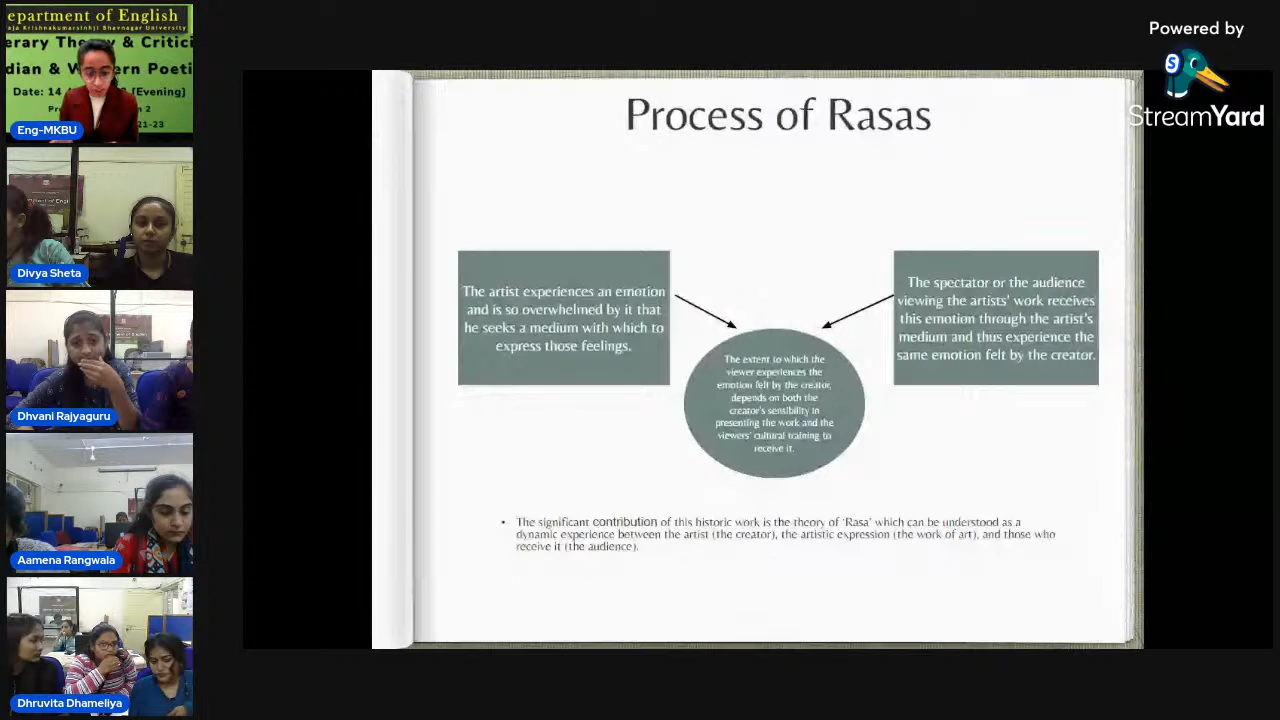 epartment of English
aja Krishnakumarsinhji Bhavnagar University
erary Theory & Critici
dian & Western Poeti
Date: 14 [Evening]
21-23
Eng-MKBU
Divya Sheta
Dhvani Rajyaguru
Aamena Rangwala
Dhruvita Dhameliya
Powered by
StreamYard
Process of Rasas
The artist experiences an emotion
and is so overwhelmed by it that
he seeks a medium with which to
express those feelings.
The spectator or the audience
viewing the artists' work receives
this emotion through the artist's
medium and thus experience the
same emotion felt by the creator.
The extent to which the
viewer experiences the
emotion felt by the creator,
depends on both the
creator's sensibility in
presenting the work and the
viewers' cultural training to
receive it.
• The significant contribution of this historic work is the theory of 'Rasa' which can be understood as a
dynamic experience between the artist (the creator), the artistic expression (the work of art), and those who
receive it (the audience).